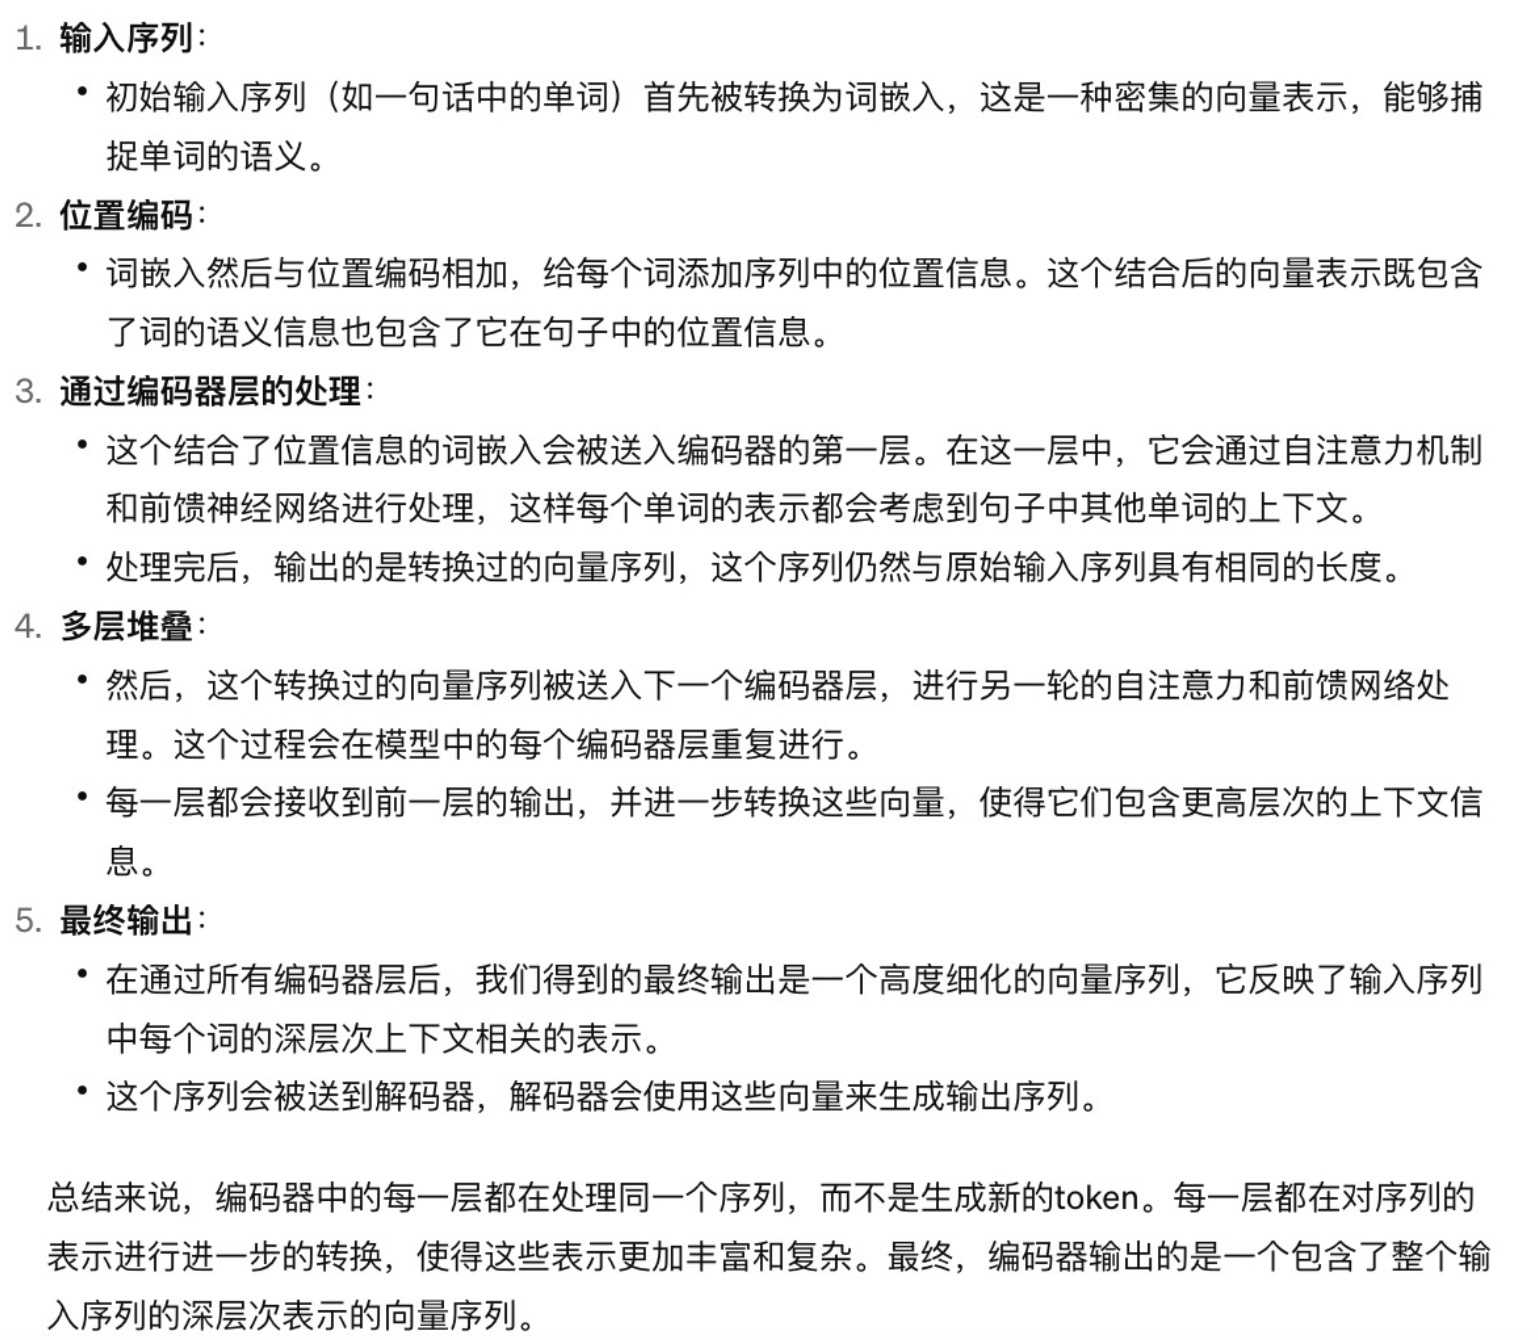 1. 输入序列：
• 初始输入序列（如一句话中的单词）首先被转换为词嵌入，这是一种密集的向量表示，能够捕
捉单词的语义。
2. 位置编码：
• 词嵌入然后与位置编码相加，给每个词添加序列中的位置信息。这个结合后的向量表示既包含
了词的语义信息也包含了它在句子中的位置信息。
3. 通过编码器层的处理：
• 这个结合了位置信息的词嵌入会被送入编码器的第一层。在这一层中，它会通过自注意力机制
和前馈神经网络进行处理，这样每个单词的表示都会考虑到句子中其他单词的上下文。
• 处理完后，输出的是转换过的向量序列，这个序列仍然与原始输入序列具有相同的长度。
4. 多层堆叠：
• 然后，这个转换过的向量序列被送入下一个编码器层，进行另一轮的自注意力和前馈网络处
理。这个过程会在模型中的每个编码器层重复进行。
• 每一层都会接收到前一层的输出，并进一步转换这些向量，使得它们包含更高层次的上下文信
息。
5. 最终输出：
• 在通过所有编码器层后，我们得到的最终输出是一个高度细化的向量序列，它反映了输入序列
中每个词的深层次上下文相关的表示。
• 这个序列会被送到解码器，解码器会使用这些向量来生成输出序列。
总结来说，编码器中的每一层都在处理同一个序列，而不是生成新的token。每一层都在对序列的
表示进行进一步的转换，使得这些表示更加丰富和复杂。最终，编码器输出的是一个包含了整个输
入序列的深层次表示的向量序列。